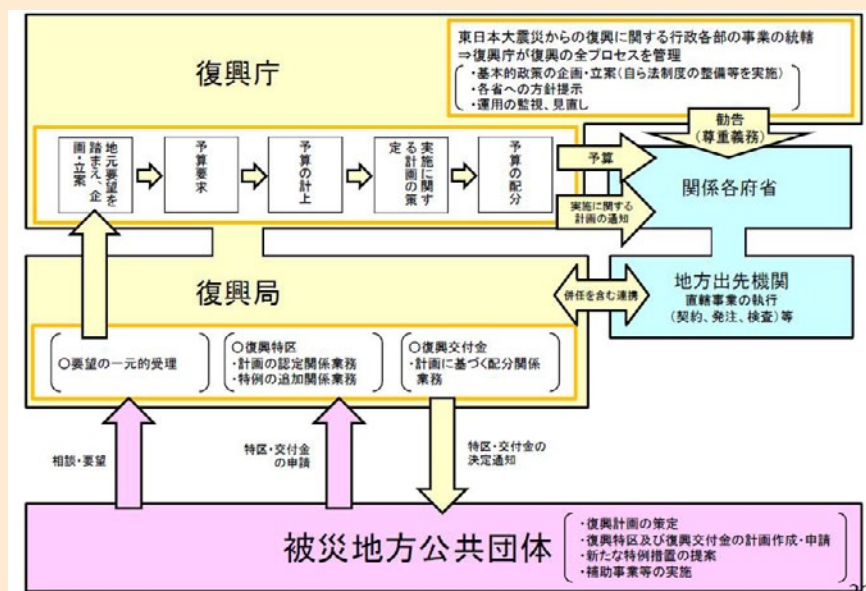 東日本大震災からの復興に関する行政各部の事業の統轄
⇒復興庁が復興の全プロセスを管理
・基本的政策の企画・立案(自ら法制度の整備等を実施)
・各省への方針提示
・運用の監視、見直し
復興庁
勧告
(尊重義務)
地元要望を
踏まえ、企
画・立案
予算要求
予算の計上
実施に関す
る計画の策
定
予算の配分
予算
実施に関する
計画の通知
関係各府省
復興局
併任を含む連携
地方出先機関
直轄事業の執行
(契約、発注、検査)等
○要望の一元的受理
○復興特区
・計画の認定関係業務
・特例の追加関係業務
○復興交付金
・計画に基づく配分関係
業務
相談・要望
特区・交付金
の申請
特区・交付金の
決定通知
被災地方公共団体
・復興計画の策定
・復興特区及び復興交付金の計画作成・申請
・新たな特例措置の提案
・補助事業等の実施